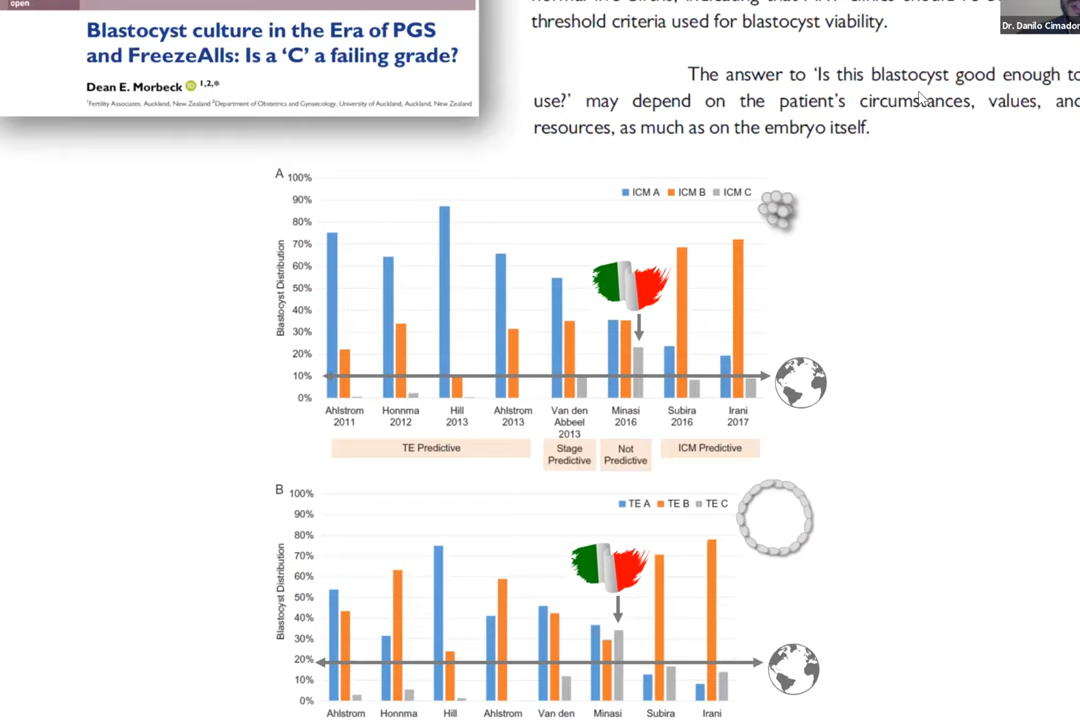 open
Blastocyst culture in the Era of PGS
and FreezeAlls: Is a ‘C’ a failing grade?
Dean E. Morbeck 1,2,*
1Fertility Associates, Auckland, New Zealand 2Department of Obstetrics and Gynaecology, University of Auckland, Auckland, New Zealand
threshold criteria used for blastocyst viability.
Dr. Danilo Cimador
The answer to ‘Is this blastocyst good enough to
use?’ may depend on the patient’s circumstances, values, and
resources, as much as on the embryo itself.
A
100%
90%
80%
70%
60%
50%
40%
30%
20%
10%
0%
Blastocyst Distribution
ICM A ICM B ICM C
Ahlstrom
2011
Honnma
2012
Hill
2013
Ahlstrom
2013
Van den
Abbeel
2013
Minasi
2016
Subira
2016
Irani
2017
TE Predictive
Stage
Predictive
Not
Predictive
ICM Predictive
B
100%
90%
80%
70%
60%
50%
40%
30%
20%
10%
0%
Blastocyst Distribution
TE A TE B TE C
Ahlstrom
Honnma
Hill
Ahlstrom
Van den
Minasi
Subira
Irani